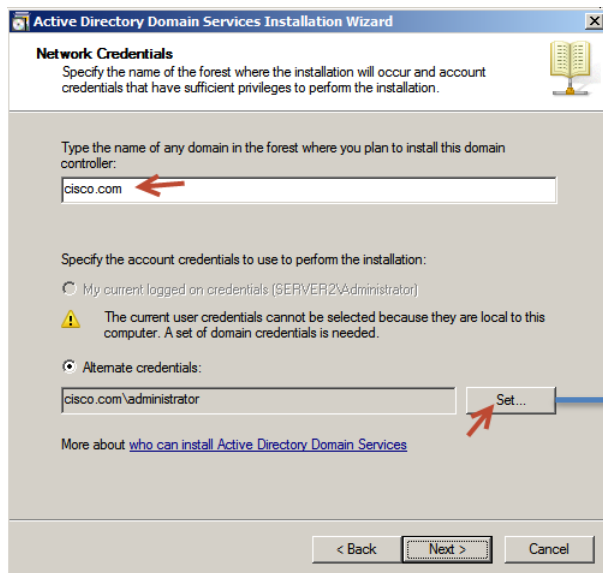 Active Directory Domain Services Installation Wizard
Network Credentials
Specify the name of the forest where the installation will occur and account
credentials that have sufficient privileges to perform the installation.
Type the name of any domain in the forest where you plan to install this domain
controller:
cisco.com
Specify the account credentials to use to perform the installation:
My current logged on credentials (SERVER2\Administrator)
The current user credentials cannot be selected because they are local to this
computer. A set of domain credentials is needed.
Alternate credentials:
cisco.com\administrator
Set...
More about who can install Active Directory Domain Services
< Back Next > Cancel